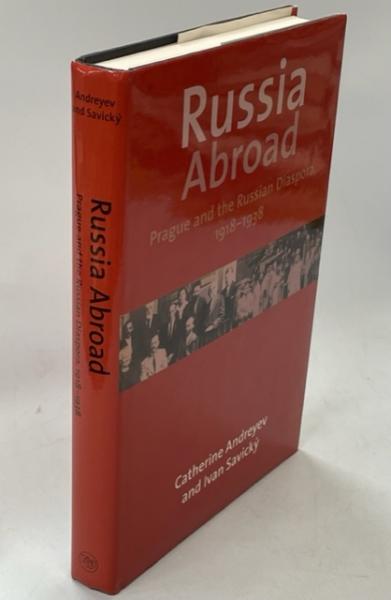 Andreyev
and Savický
Russia Abroad
Prague and the Russian Diaspora, 1918–1938
Russia
Abroad
Prague and the Russian Diaspora,
1918–1938
Catherine Andreyev
and Ivan Savický